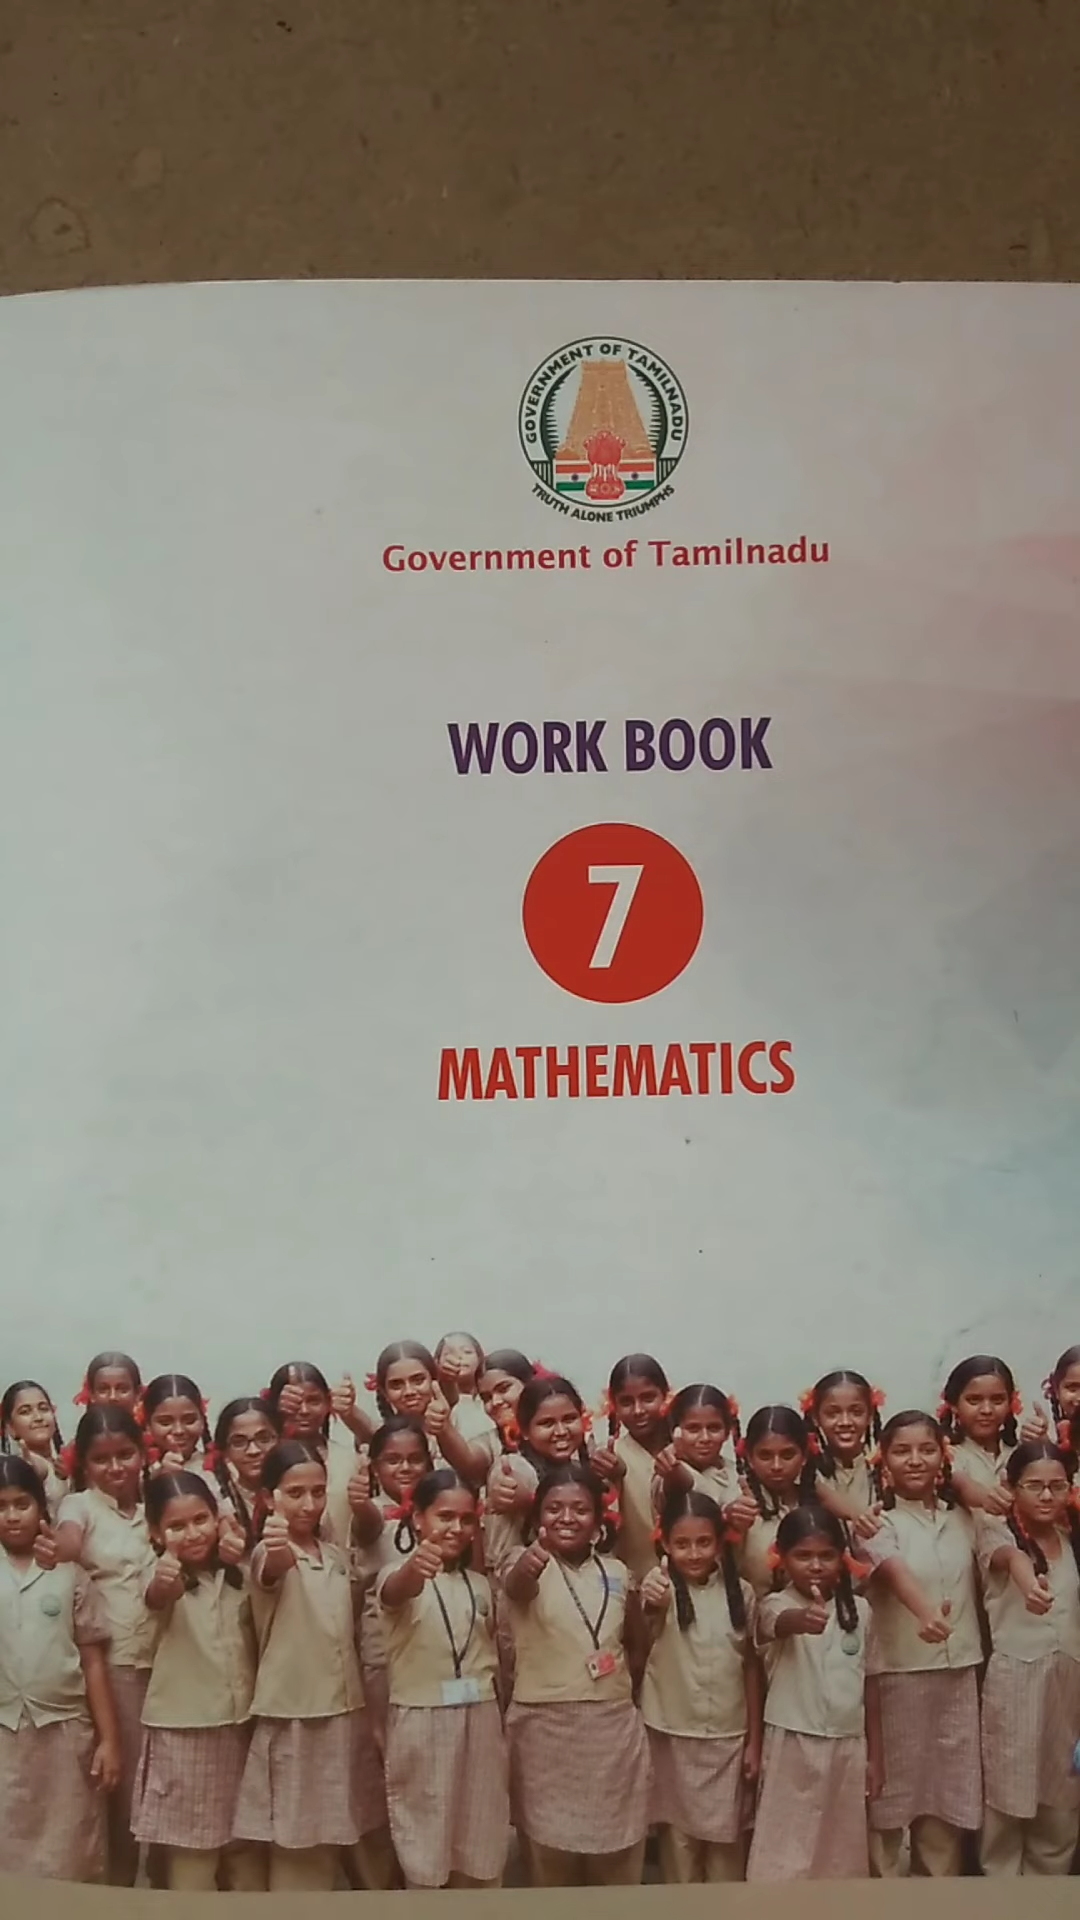 GOVERNMENT OF TAMILNADU
TRUTH ALONE TRIUMPHS
Government of Tamilnadu
WORK BOOK
7
MATHEMATICS